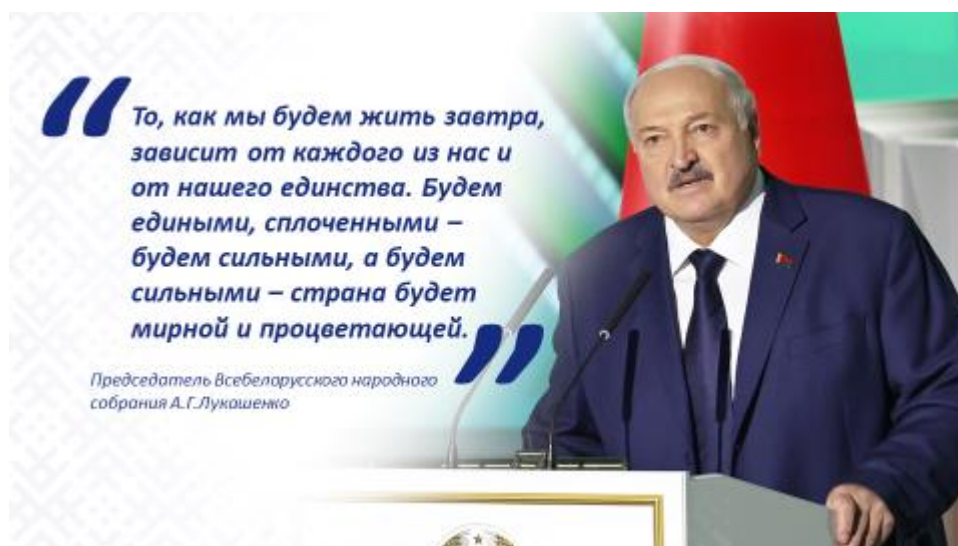 То, как мы будем жить завтра,
зависит от каждого из нас и
от нашего единства. Будем
едиными, сплоченными –
будем сильными, а будем
сильными – страна будет
мирной и процветающей.
Председатель Всебелорусского народного
собрания А.Г.Лукашенко